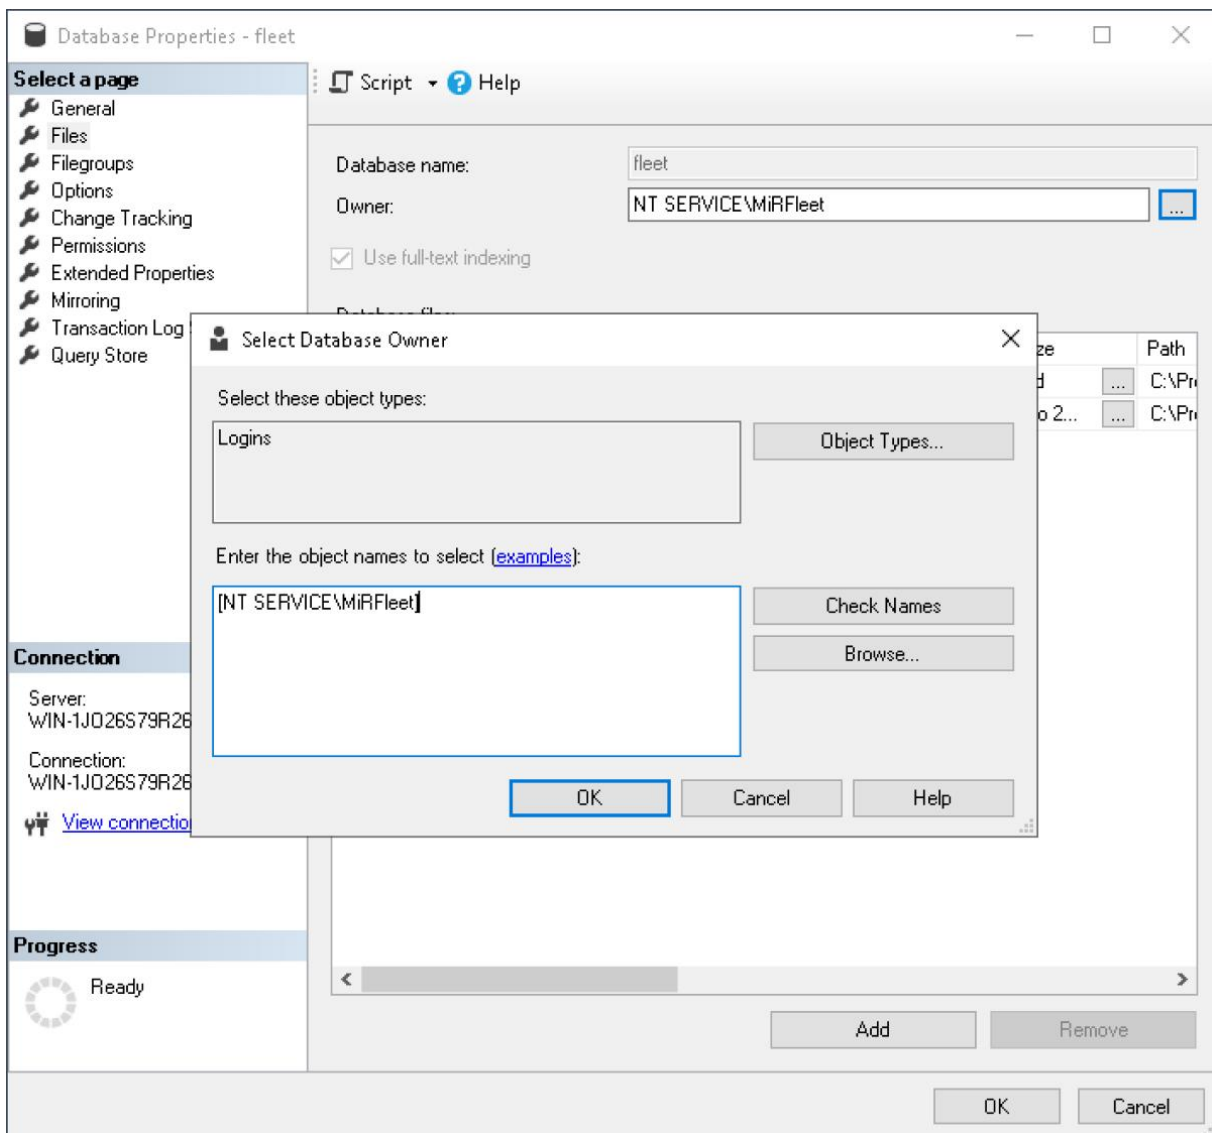 Database Properties - fleet
Select a page
General
Files
Filegroups
Options
Change Tracking
Permissions
Extended Properties
Mirroring
Transaction Log
Query Store
Script
Help
Database name:
fleet
Owner:
NT SERVICE\MiRFleet
...
Use full-text indexing
Path
...
C:\Pr
o 2...
...
C:\Pr
Select Database Owner
Select these object types:
Logins
Object Types...
Enter the object names to select (examples):
[NT SERVICE\MiRFleet]
Check Names
Browse...
OK
Cancel
Help
Connection
Server:
WIN-1JO26S79R26
Connection:
WIN-1JO26S79R26
View connectio
Progress
Ready
Add
Remove
OK
Cancel